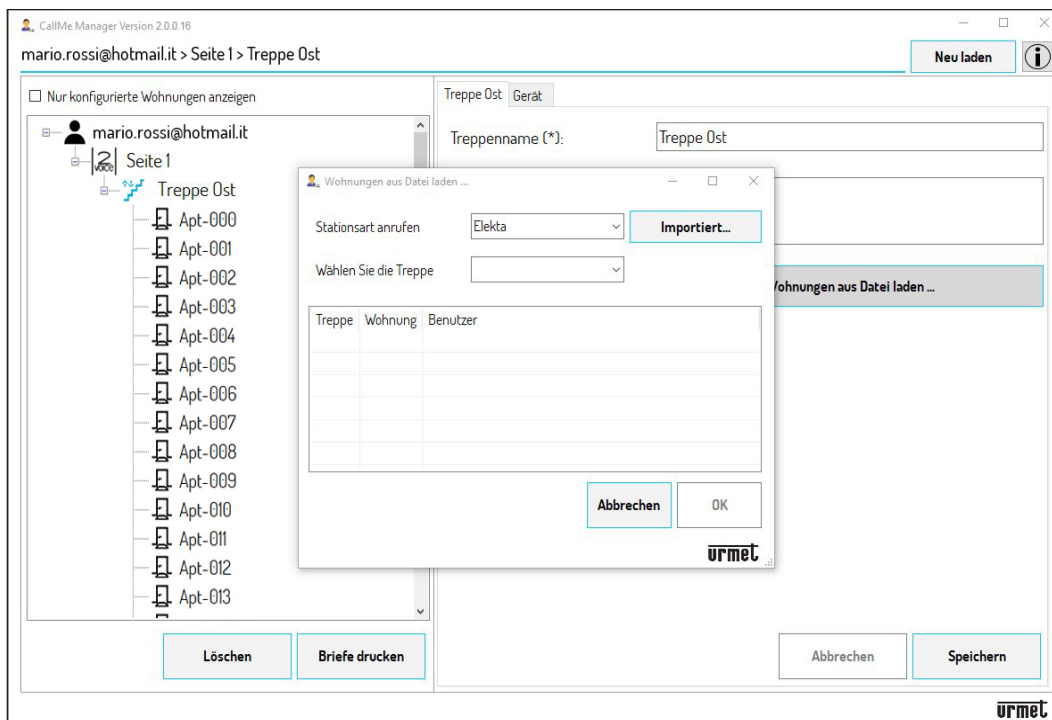 CallMe Manager Version 2.0.0.16
mario.rossi@hotmail.it > Seite 1 > Treppe Ost
Neu laden
Nur konfigurierte Wohnungen anzeigen
mario.rossi@hotmail.it
2 VOICE Seite 1
Treppe Ost
Apt-000
Apt-001
Apt-002
Apt-003
Apt-004
Apt-005
Apt-006
Apt-007
Apt-008
Apt-009
Apt-010
Apt-011
Apt-012
Apt-013
Löschen
Briefe drucken
Treppe Ost Gerät
Treppenname (*): Treppe Ost
Wohnungen aus Datei laden ...
Wohnungen aus Datei laden ...
Stationsart anrufen Elekta Importiert...
Wählen Sie die Treppe
Treppe Wohnung Benutzer
Abbrechen OK
urmet
Abbrechen Speichern
urmet